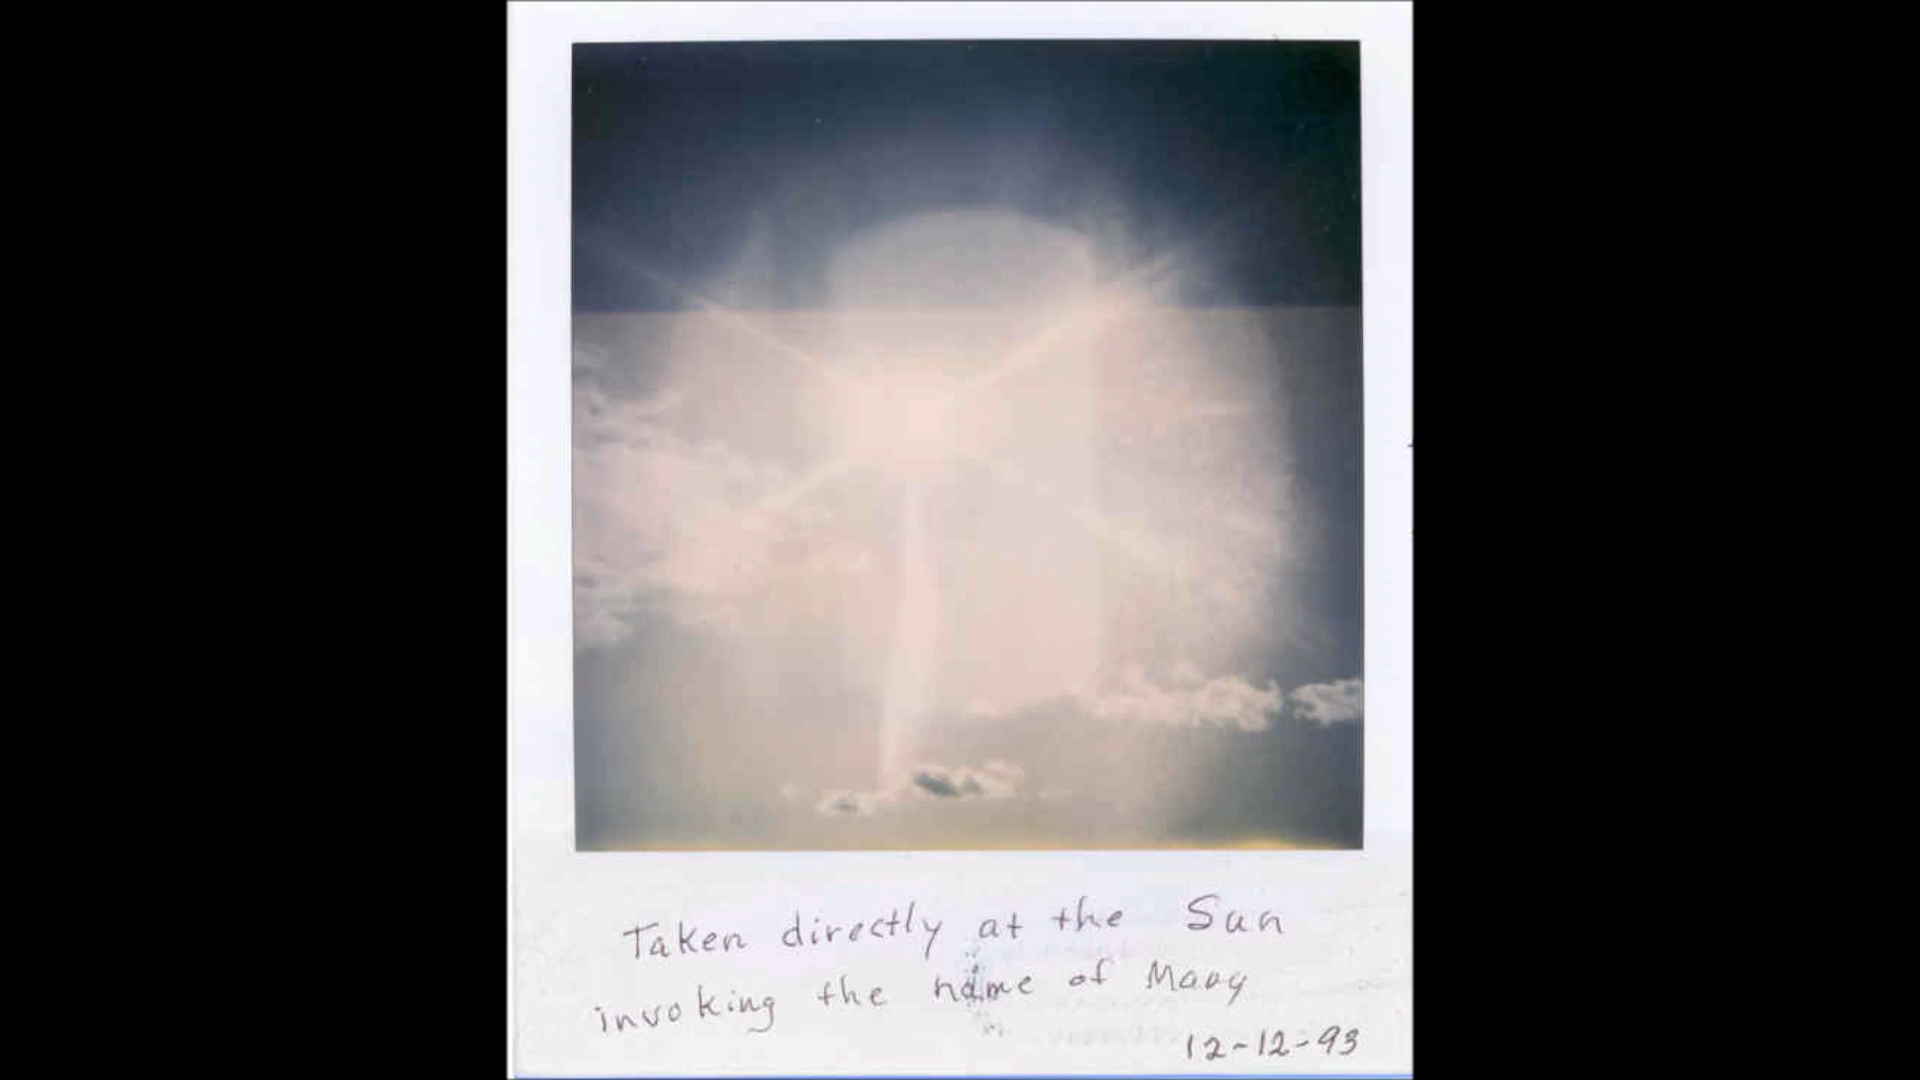 Taken directly at the Sun
invoking the name of Mary
12-12-93